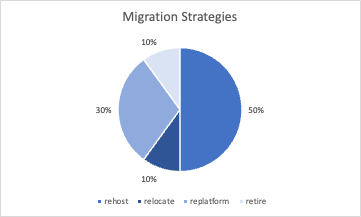 Migration Strategies
10%
30%
50%
10%
rehost relocate replatform retire